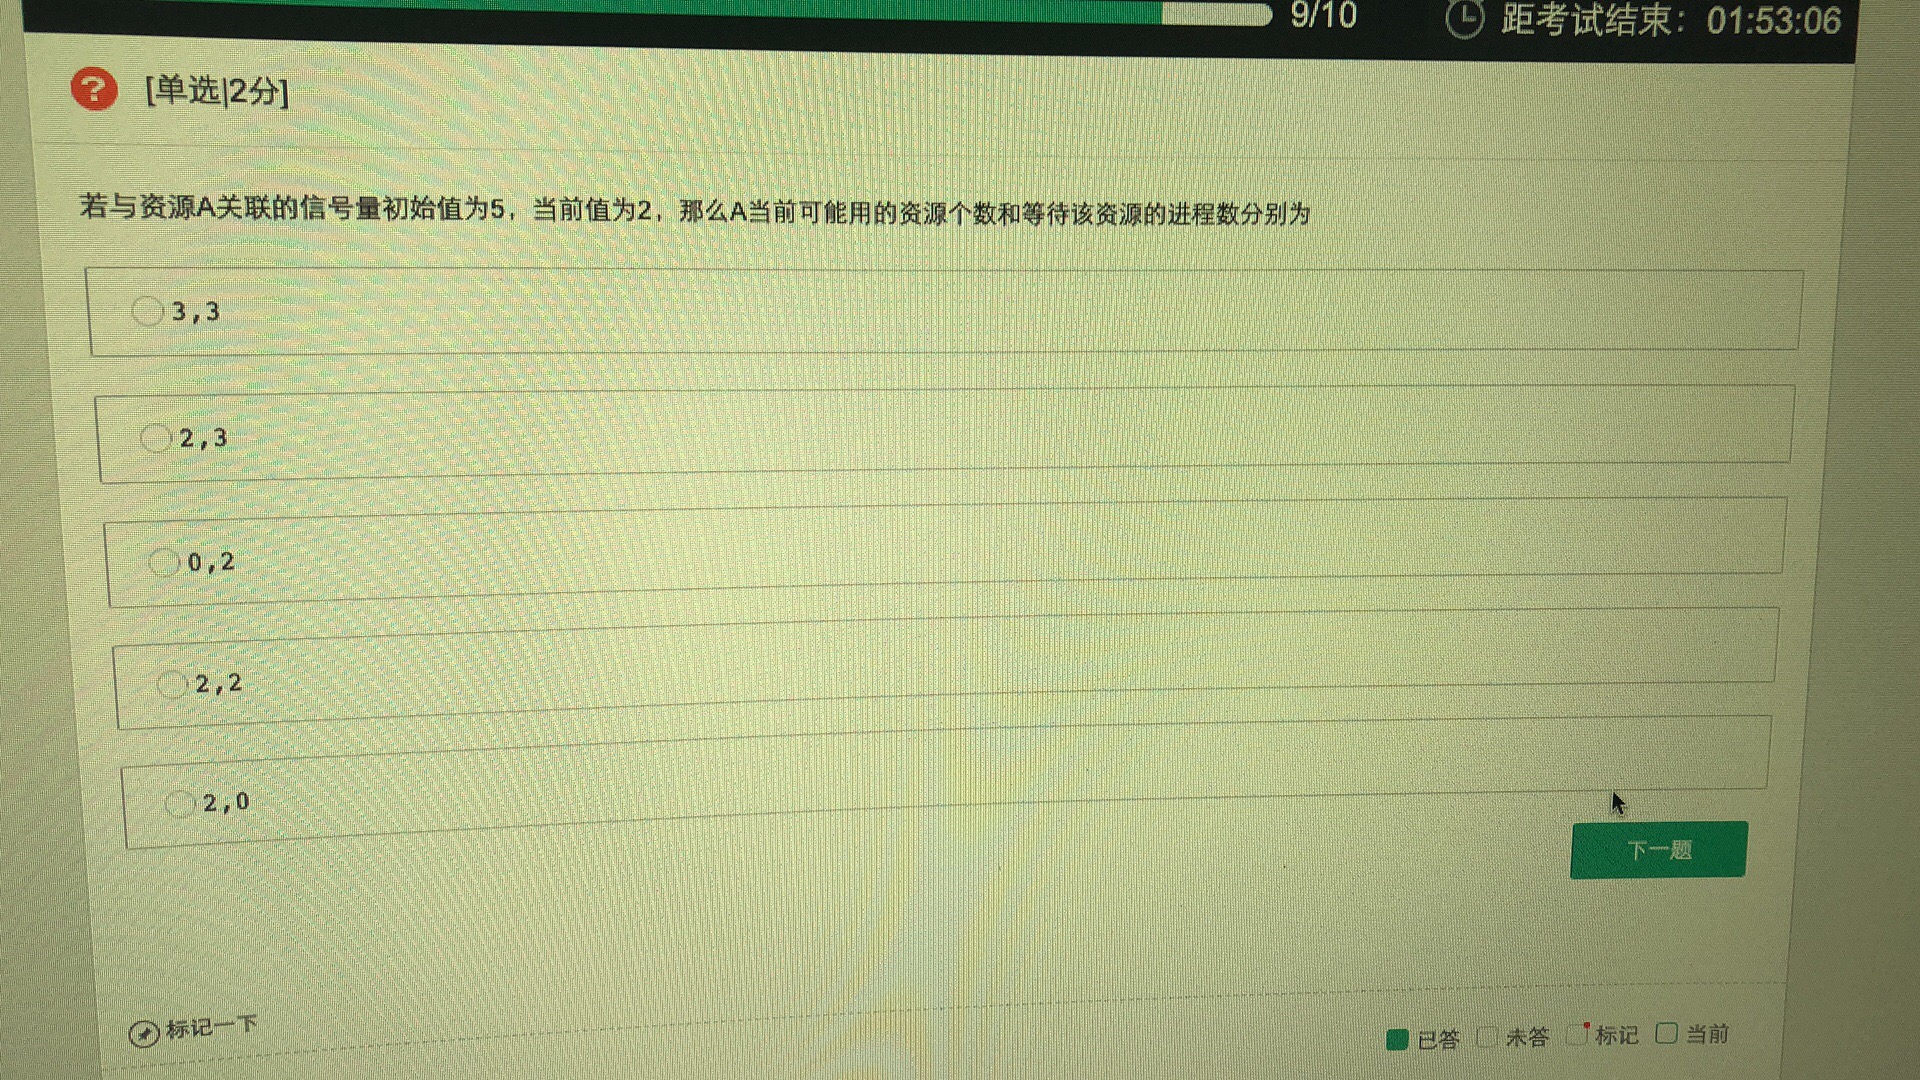 9/10
距考试结束：01:53:06
[单选|2分]
若与资源A关联的信号量初始值为5，当前值为2，那么A当前可能用的资源个数和等待该资源的进程数分别为
3,3
2,3
0,2
2,2
2,0
下一题
标记一下
已答 未答 标记 当前